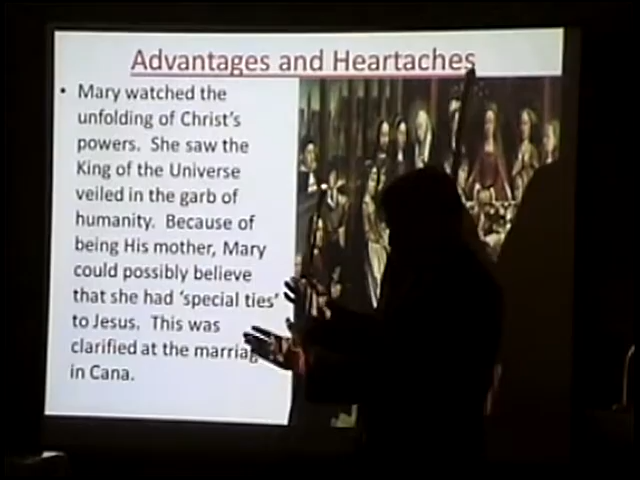 Advantages and Heartaches
• Mary watched the
unfolding of Christ's
powers. She saw the
King of the Universe
veiled in the garb of
humanity. Because of
being His mother, Mary
could possibly believe
that she had 'special ties'
to Jesus. This was
clarified at the marriag
in Cana.